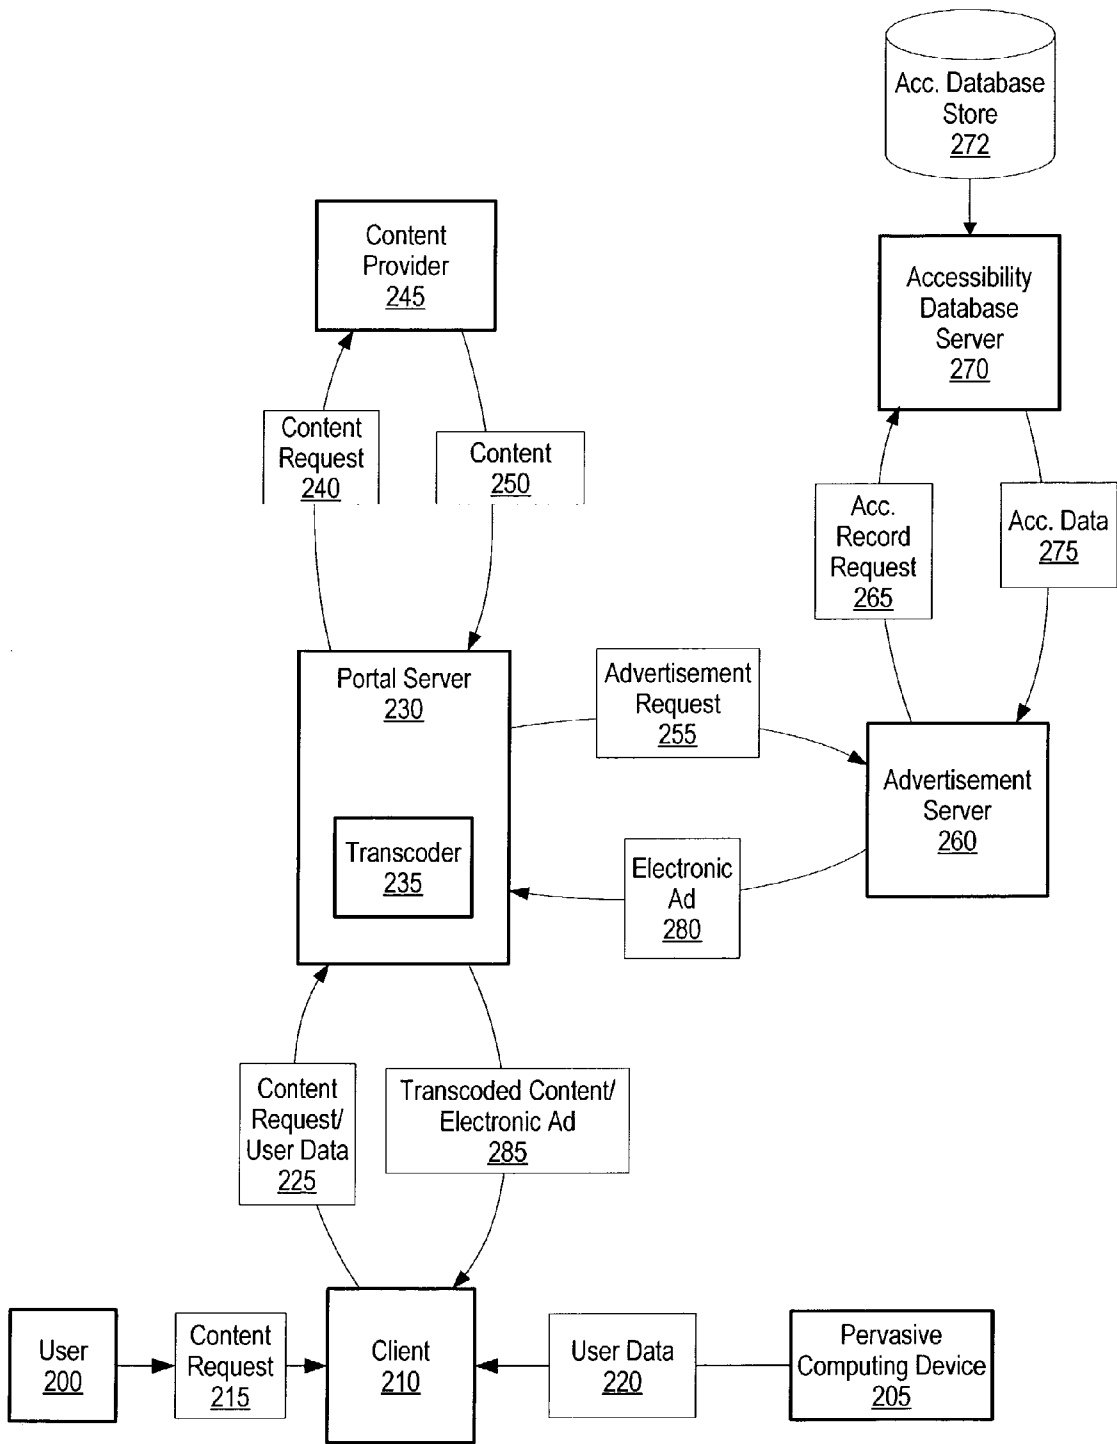 Acc. Database
Store
272
Content
Provider
245
Accessibility
Database
Server
270
Content
Request
240
Content
250
Acc.
Record
Request
265
Acc. Data
275
Portal Server
230
Advertisement
Request
255
Advertisement
Server
260
Transcoder
235
Electronic
Ad
280
Content
Request/
User Data
225
Transcoded Content/
Electronic Ad
285
User
200
Content
Request
215
Client
210
User Data
220
Pervasive
Computing Device
205